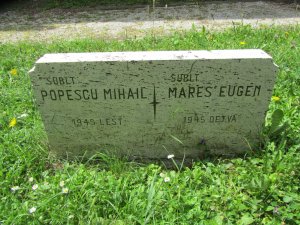 SUBLT. SUBLT.
POPESCU MIHAIL MARES' EUGEN
1945 LEST 1945 DETVA